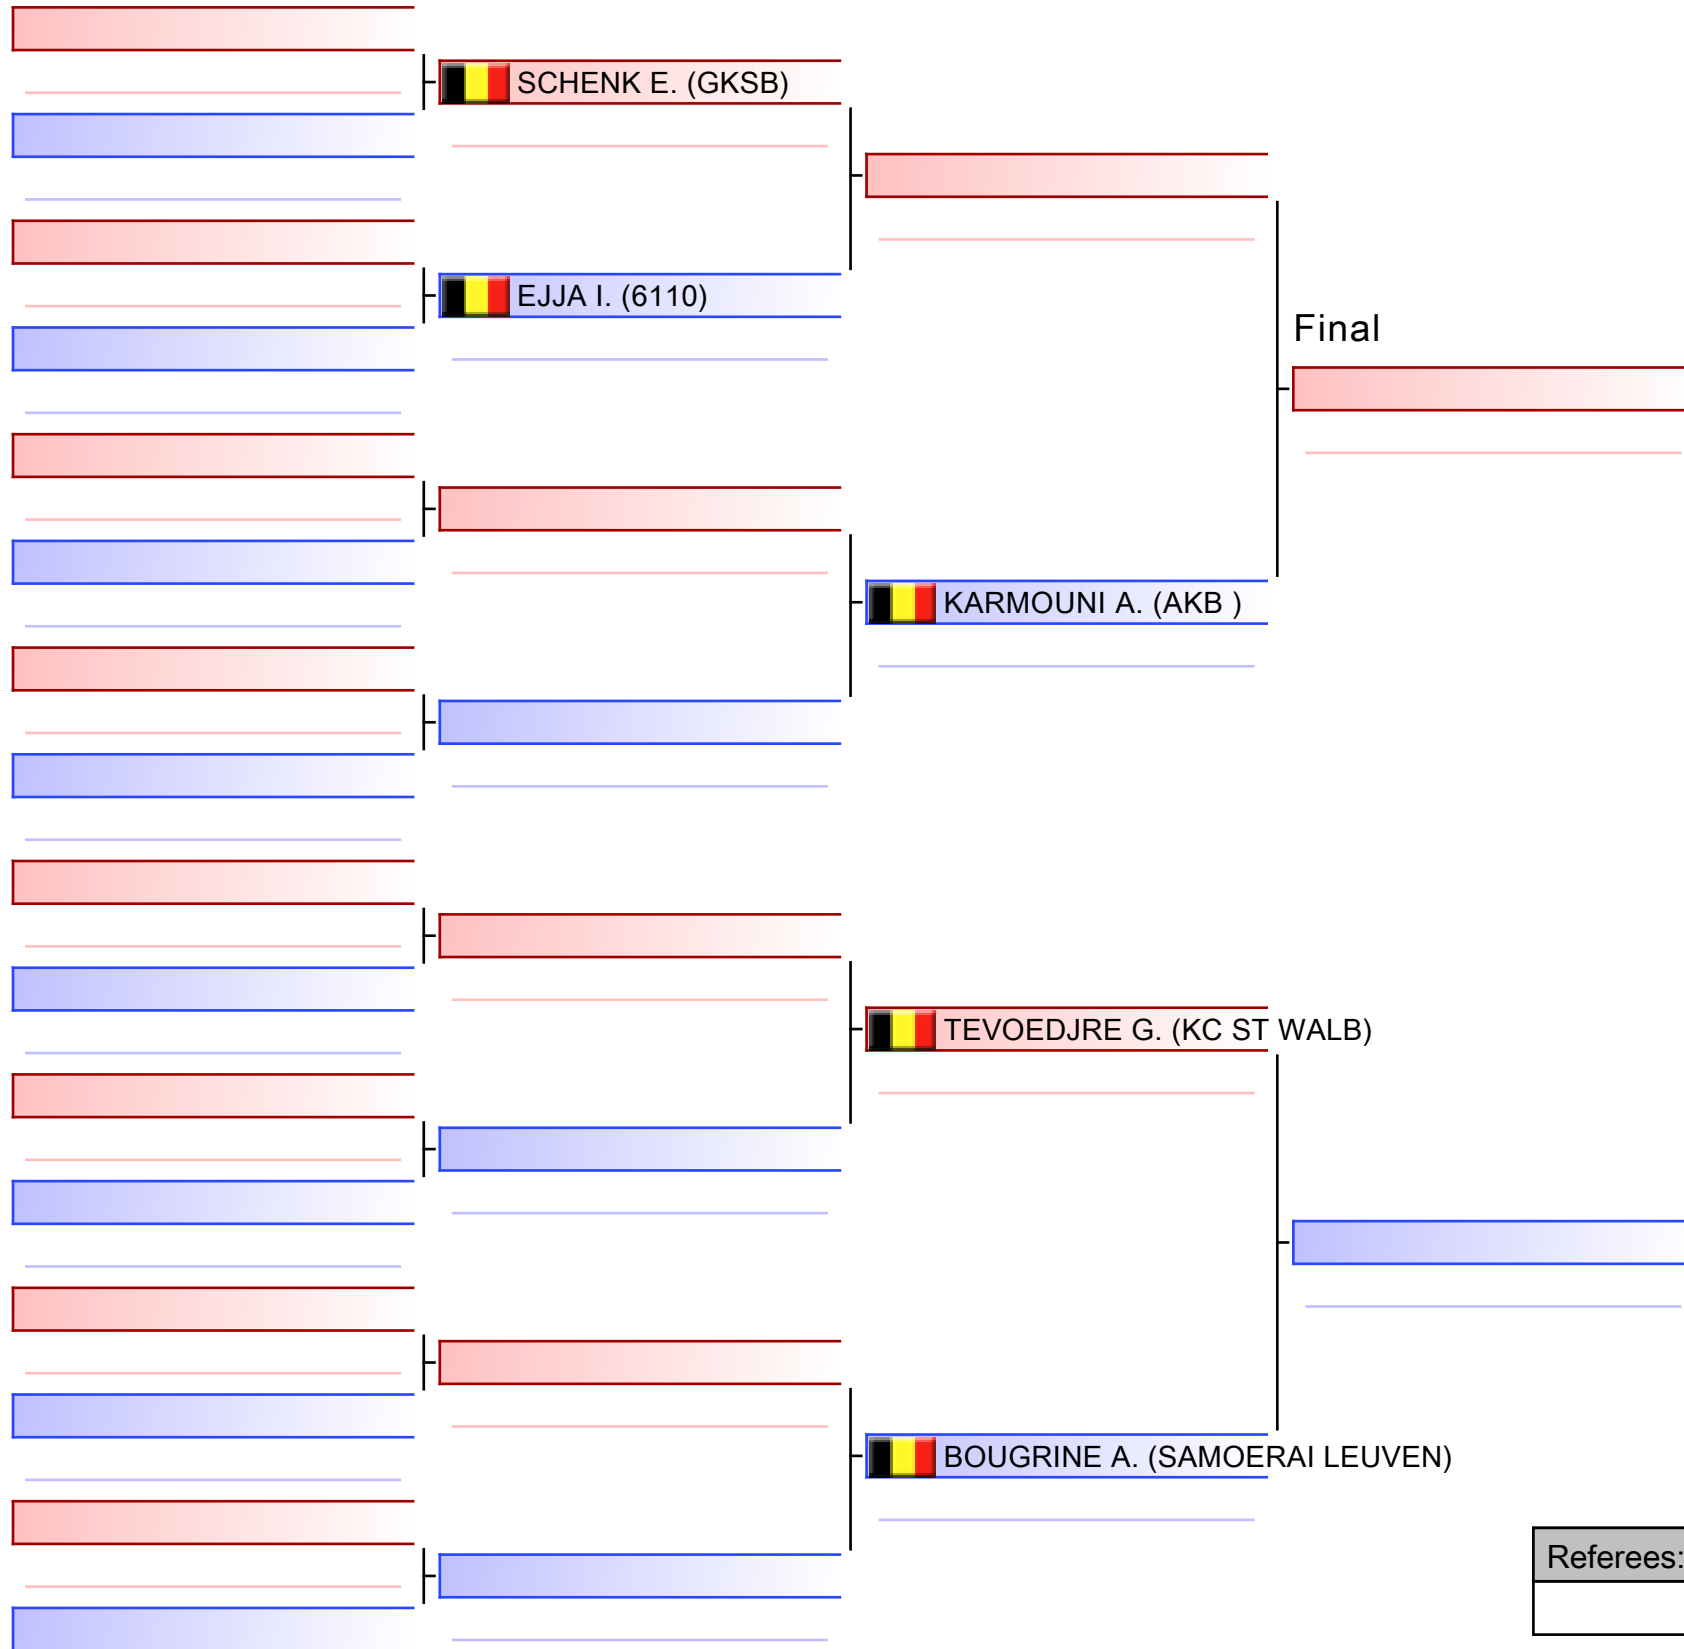 SCHENK E. (GKSB)
EJJA I. (6110)
Final
KARMOUNI A. (AKB )
TEVOEDJRE G. (KC ST WALB)
BOUGRINE A. (SAMOERAI LEUVEN)
Referees: